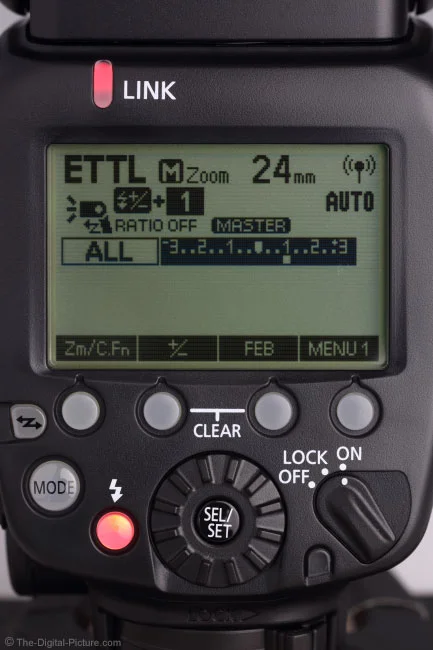 LINK
ETTL M Zoom 24mm
+ 1 AUTO
RATIO OFF MASTER
ALL -3..2..1..▼..1..2..+3
Zm/C.Fn +/- FEB MENU 1
CLEAR
LOCK ON
OFF
MODE
SEL/
SET
© The-Digital-Picture.com